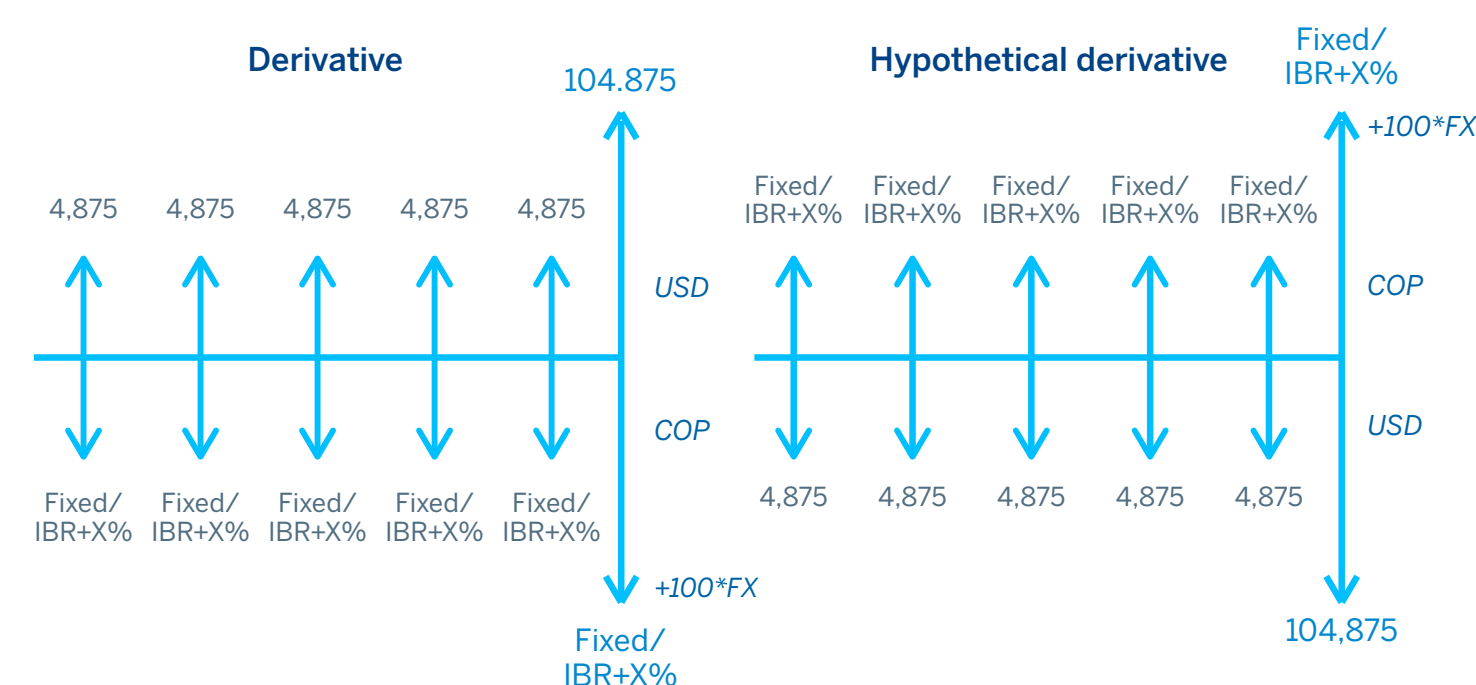 Derivative
104.875
4,875 4,875 4,875 4,875 4,875
USD
COP
Fixed/ Fixed/ Fixed/ Fixed/ Fixed/
IBR+X% IBR+X% IBR+X% IBR+X% IBR+X%
+100*FX
Fixed/
IBR+X%
Hypothetical derivative
Fixed/
IBR+X%
+100*FX
Fixed/ Fixed/ Fixed/ Fixed/ Fixed/
IBR+X% IBR+X% IBR+X% IBR+X% IBR+X%
COP
USD
4,875 4,875 4,875 4,875 4,875
104,875